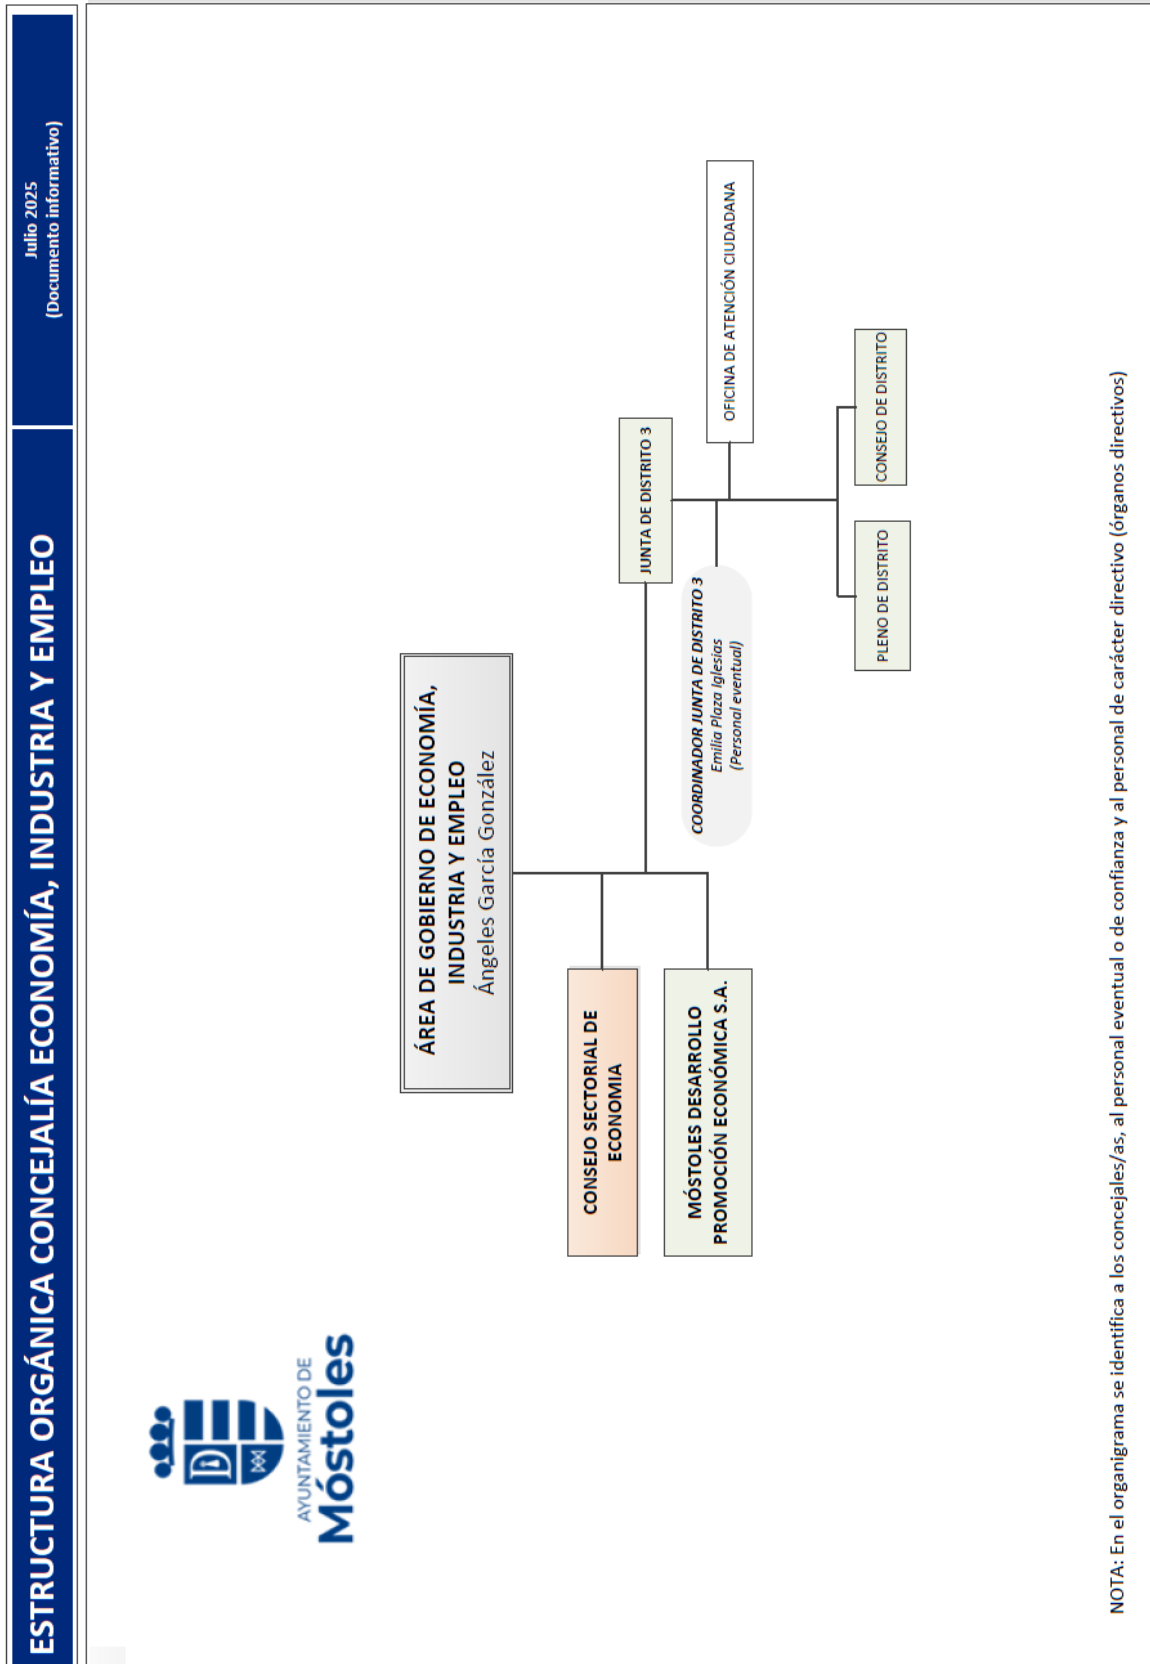 ESTRUCTURA ORGÁNICA CONCEJALÍA ECONOMÍA, INDUSTRIA Y EMPLEO
Julio 2025
(Documento informativo)
AYUNTAMIENTO DE
Móstoles
ÁREA DE GOBIERNO DE ECONOMÍA,
INDUSTRIA Y EMPLEO
Ángeles García González
CONSEJO SECTORIAL DE
ECONOMIA
MÓSTOLES DESARROLLO
PROMOCIÓN ECONÓMICA S.A.
JUNTA DE DISTRITO 3
COORDINADOR JUNTA DE DISTRITO 3
Emilia Plaza Iglesias
(Personal eventual)
OFICINA DE ATENCIÓN CIUDADANA
PLENO DE DISTRITO
CONSEJO DE DISTRITO
NOTA: En el organigrama se identifica a los concejales/as, al personal eventual o de confianza y al personal de carácter directivo (órganos directivos)